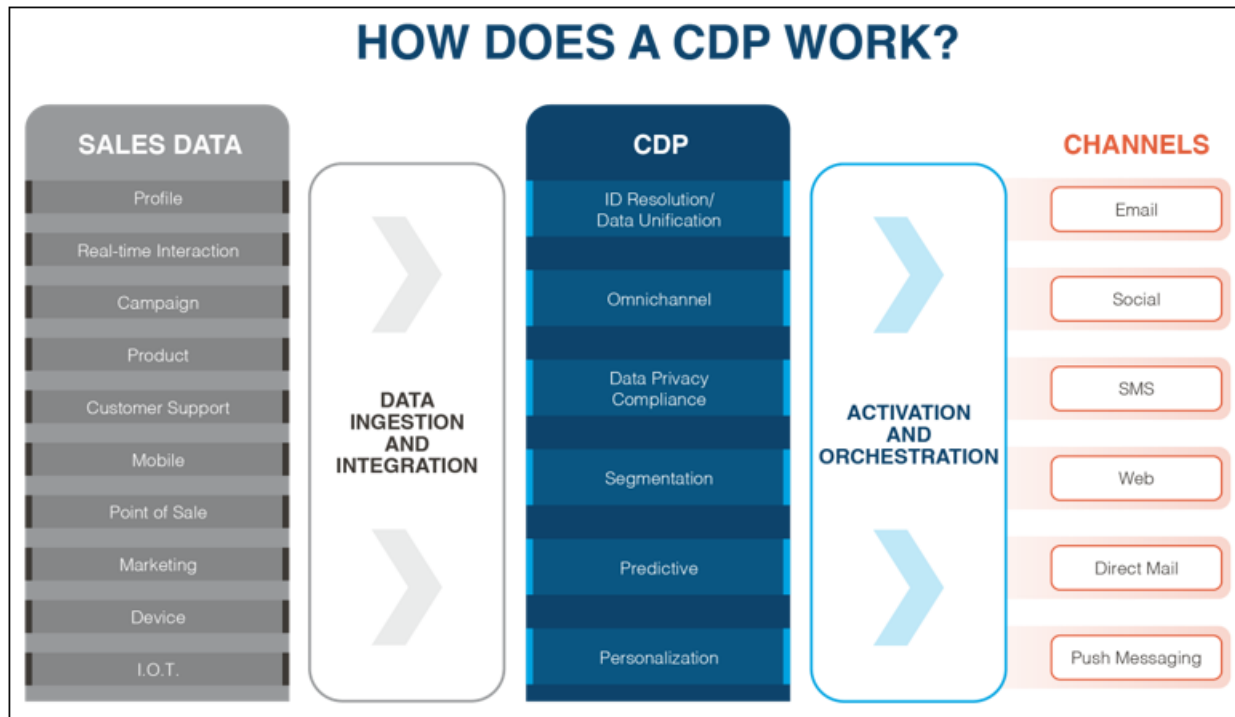 HOW DOES A CDP WORK?
SALES DATA
Profile
Real-time Interaction
Campaign
Product
Customer Support
Mobile
Point of Sale
Marketing
Device
I.O.T.
DATA
INGESTION
AND
INTEGRATION
CDP
ID Resolution/
Data Unification
Omnichannel
Data Privacy
Compliance
Segmentation
Predictive
Personalization
ACTIVATION
AND
ORCHESTRATION
CHANNELS
Email
Social
SMS
Web
Direct Mail
Push Messaging